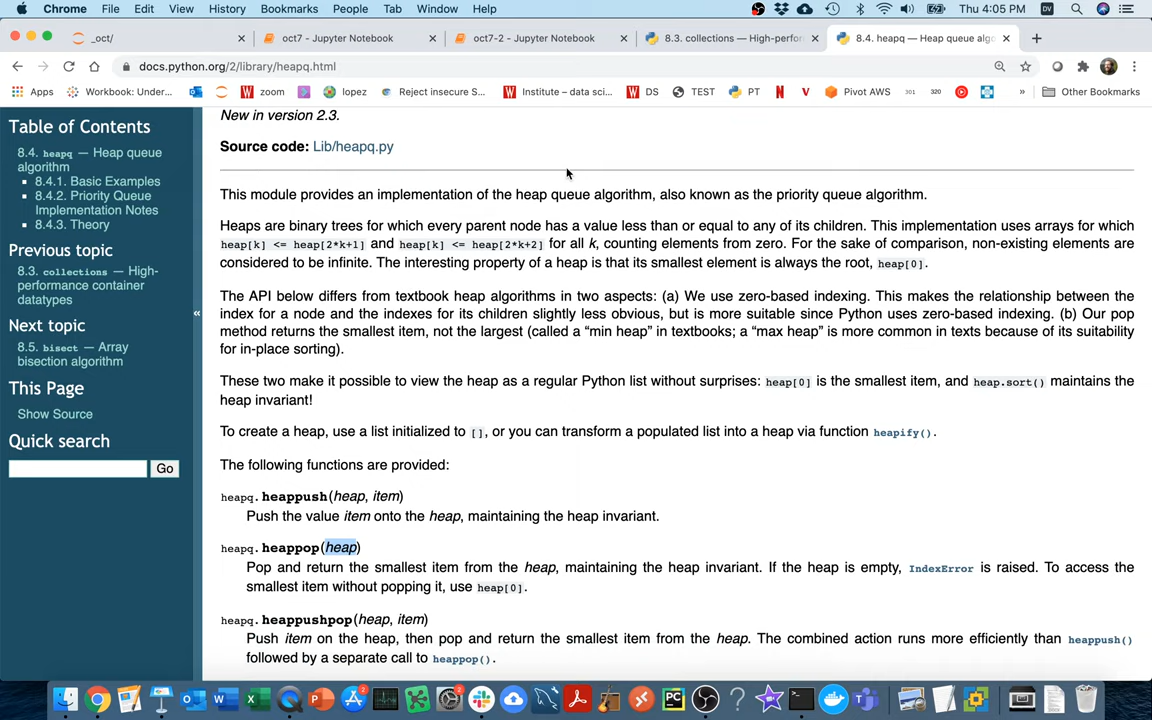 Chrome File Edit View History Bookmarks People Tab Window Help Thu 4:05 PM DV
_oct/ oct7 - Jupyter Notebook oct7-2 - Jupyter Notebook 8.3. collections — High-perfor 8.4. heapq — Heap queue algo
docs.python.org/2/library/heapq.html
Apps Workbook: Under... zoom lopez Reject insecure S... Institute – data sci... DS TEST PT Pivot AWS 301 320 » Other Bookmarks
Table of Contents
8.4. heapq — Heap queue
algorithm
8.4.1. Basic Examples
8.4.2. Priority Queue
Implementation Notes
8.4.3. Theory
Previous topic
8.3. collections — High-
performance container
datatypes
Next topic
8.5. bisect — Array
bisection algorithm
This Page
Show Source
Quick search
Go
«
New in version 2.3.
Source code: Lib/heapq.py
This module provides an implementation of the heap queue algorithm, also known as the priority queue algorithm.
Heaps are binary trees for which every parent node has a value less than or equal to any of its children. This implementation uses arrays for which
heap[k] <= heap[2*k+1] and heap[k] <= heap[2*k+2] for all k, counting elements from zero. For the sake of comparison, non-existing elements are
considered to be infinite. The interesting property of a heap is that its smallest element is always the root, heap[0].
The API below differs from textbook heap algorithms in two aspects: (a) We use zero-based indexing. This makes the relationship between the
index for a node and the indexes for its children slightly less obvious, but is more suitable since Python uses zero-based indexing. (b) Our pop
method returns the smallest item, not the largest (called a “min heap” in textbooks; a “max heap” is more common in texts because of its suitability
for in-place sorting).
These two make it possible to view the heap as a regular Python list without surprises: heap[0] is the smallest item, and heap.sort() maintains the
heap invariant!
To create a heap, use a list initialized to [], or you can transform a populated list into a heap via function heapify().
The following functions are provided:
heapq.heappush(heap, item)
Push the value item onto the heap, maintaining the heap invariant.
heapq.heappop(heap)
Pop and return the smallest item from the heap, maintaining the heap invariant. If the heap is empty, IndexError is raised. To access the
smallest item without popping it, use heap[0].
heapq.heappushpop(heap, item)
Push item on the heap, then pop and return the smallest item from the heap. The combined action runs more efficiently than heappush()
followed by a separate call to heappop().